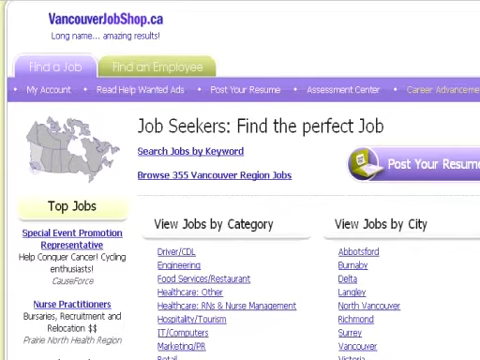 VancouverJobShop.ca
Long name... amazing results!
Find a Job
Find an Employee
• My Account • Read Help Wanted Ads • Post Your Resume • Assessment Center • Career Advanceme
Job Seekers: Find the perfect Job
Search Jobs by Keyword
Post Your Resume
Browse 355 Vancouver Region Jobs
Top Jobs
Special Event Promotion
Representative
Help Conquer Cancer! Cycling
enthusiasts!
CauseForce
Nurse Practitioners
Bursaries, Recruitment and
Relocation $$
Prairie North Health Region
View Jobs by Category
Driver/CDL
Engineering
Food Services/Restaurant
Healthcare: Other
Healthcare: RNs & Nurse Management
Hospitality/Tourism
IT/Computers
Marketing/PR
Retail
View Jobs by City
Abbotsford
Burnaby
Delta
Langley
North Vancouver
Richmond
Surrey
Vancouver
Victoria